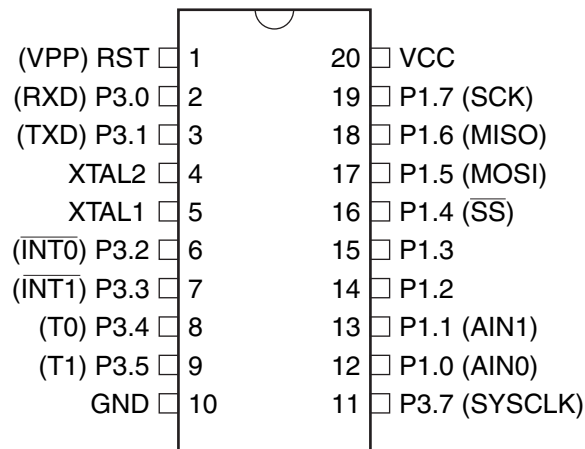 (VPP) RST 1 20 VCC
(RXD) P3.0 2 19 P1.7 (SCK)
(TXD) P3.1 3 18 P1.6 (MISO)
XTAL2 4 17 P1.5 (MOSI)
XTAL1 5 16 P1.4 (S̅S̅)
(I̅N̅T̅0̅) P3.2 6 15 P1.3
(I̅N̅T̅1̅) P3.3 7 14 P1.2
(T0) P3.4 8 13 P1.1 (AIN1)
(T1) P3.5 9 12 P1.0 (AIN0)
GND 10 11 P3.7 (SYSCLK)